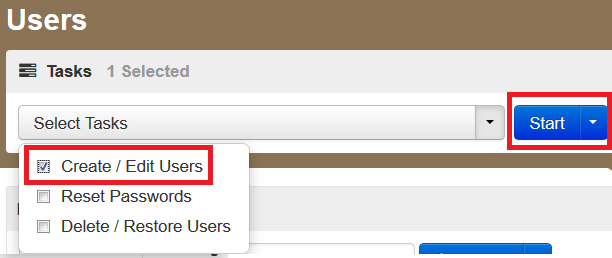 Users
Tasks 1 Selected
Select Tasks
Start
Create / Edit Users
Reset Passwords
Delete / Restore Users